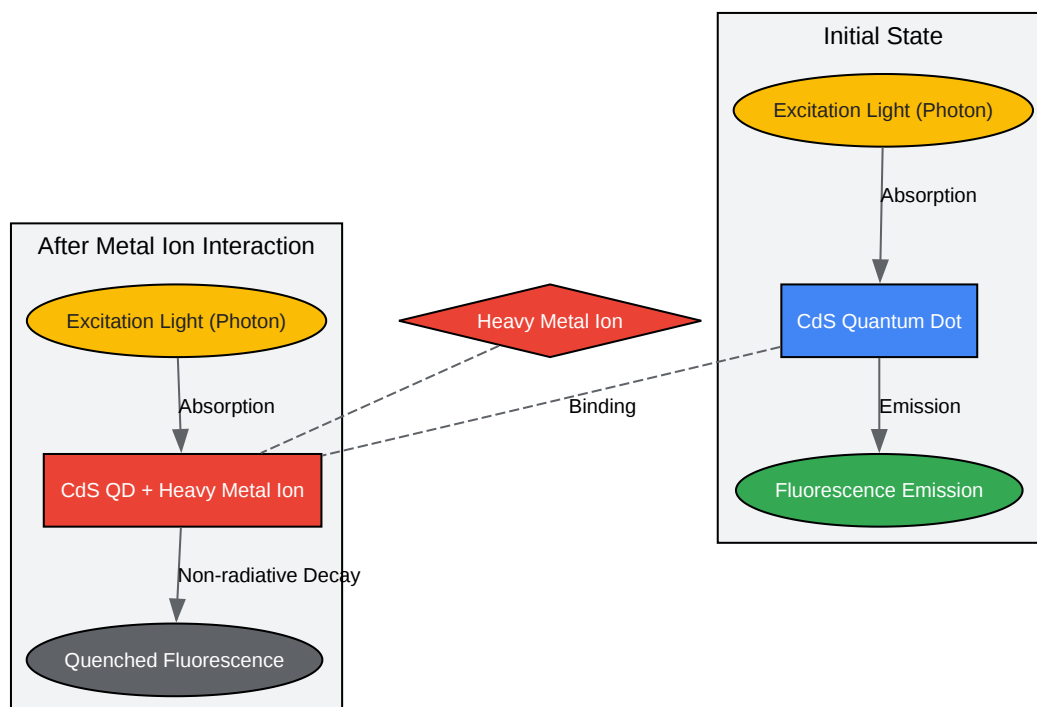 Initial State
Excitation Light (Photon)
Absorption
CdS Quantum Dot
Emission
Fluorescence Emission
After Metal Ion Interaction
Excitation Light (Photon)
Absorption
CdS QD + Heavy Metal Ion
Non-radiative Decay
Quenched Fluorescence
Heavy Metal Ion
Binding